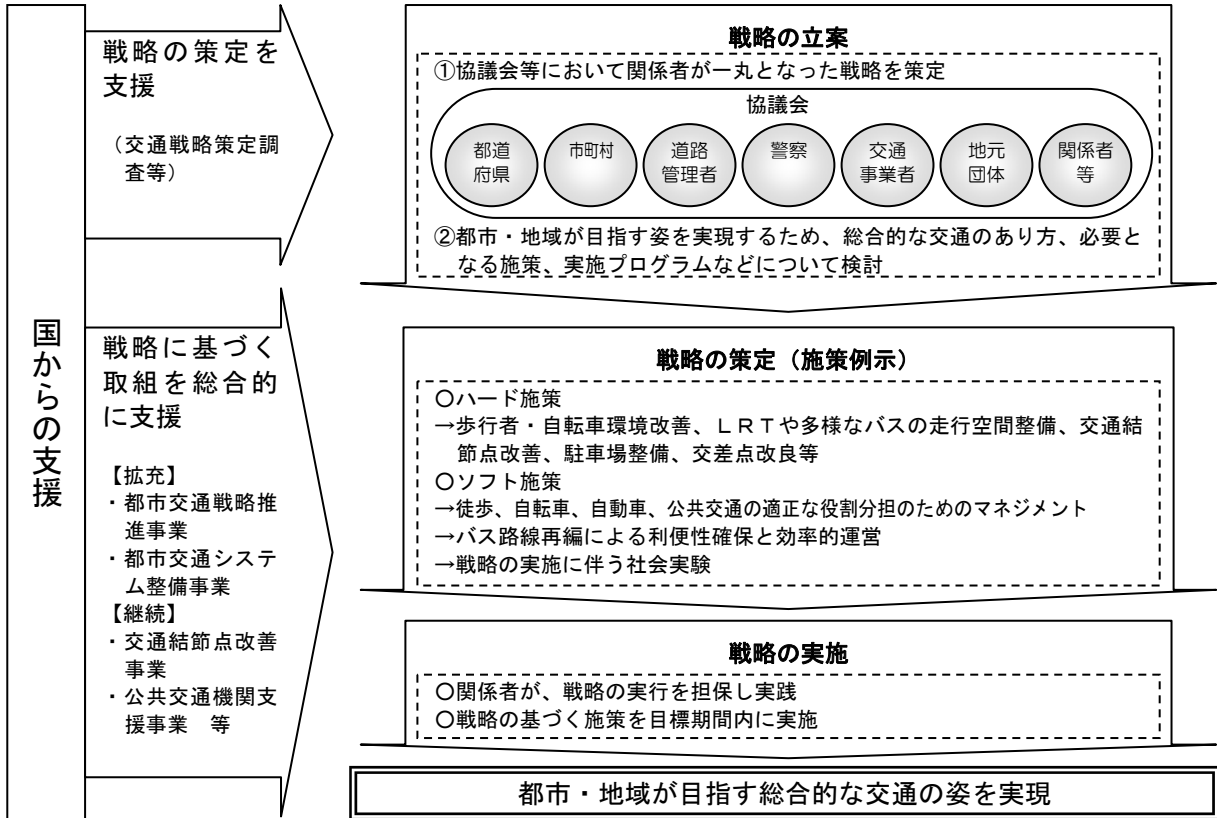 国からの支援
戦略の策定を
支援
（交通戦略策定調
査等）
戦略に基づく
取組を総合的
に支援
【拡充】
・都市交通戦略推
進事業
・都市交通システ
ム整備事業
【継続】
・交通結節点改善
事業
・公共交通機関支
援事業　等
戦略の立案
①協議会等において関係者が一丸となった戦略を策定
協議会
都道
府県
市町村
道路
管理者
警察
交通
事業者
地元
団体
関係者
等
②都市・地域が目指す姿を実現するため、総合的な交通のあり方、必要と
なる施策、実施プログラムなどについて検討
戦略の策定（施策例示）
○ハード施策
→歩行者・自転車環境改善、ＬＲＴや多様なバスの走行空間整備、交通結
節点改善、駐車場整備、交差点改良等
○ソフト施策
→徒歩、自転車、自動車、公共交通の適正な役割分担のためのマネジメント
→バス路線再編による利便性確保と効率的運営
→戦略の実施に伴う社会実験
戦略の実施
○関係者が、戦略の実行を担保し実践
○戦略の基づく施策を目標期間内に実施
都市・地域が目指す総合的な交通の姿を実現